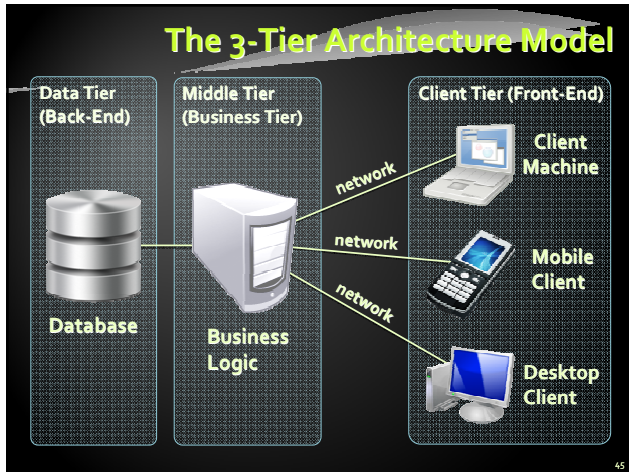 The 3-Tier Architecture Model
Data Tier
(Back-End)
Database
Middle Tier
(Business Tier)
Business
Logic
network
network
network
Client Tier (Front-End)
Client
Machine
Mobile
Client
Desktop
Client
45